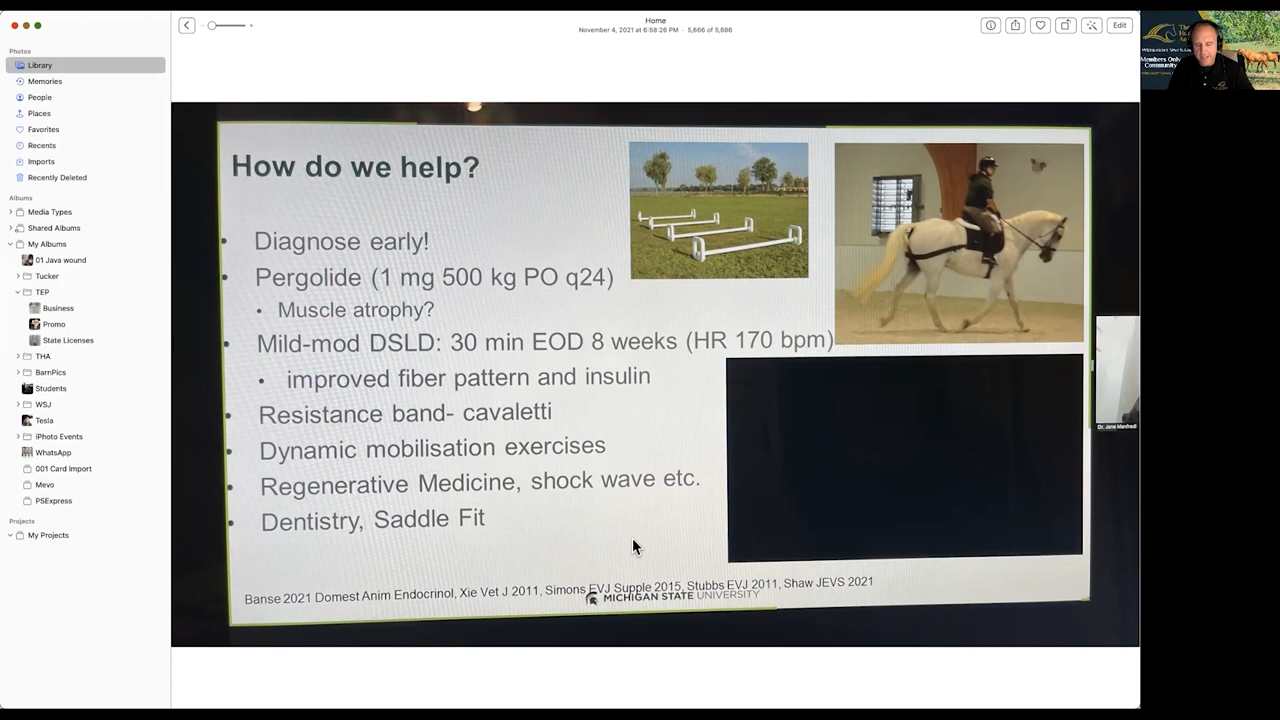 Home
November 4, 2021 at 6:58:26 PM · 5,666 of 5,686
Edit
Photos
Library
Memories
People
Places
Favorites
Recents
Imports
Recently Deleted
Albums
Media Types
Shared Albums
My Albums
01 Java wound
Tucker
TEP
Business
Promo
State Licenses
THA
BarnPics
Students
WSJ
Tesla
iPhoto Events
WhatsApp
001 Card Import
Mevo
PSExpress
Projects
My Projects
How do we help?
• Diagnose early!
• Pergolide (1 mg 500 kg PO q24)
• Muscle atrophy?
• Mild-mod DSLD: 30 min EOD 8 weeks (HR 170 bpm)
• improved fiber pattern and insulin
• Resistance band- cavaletti
• Dynamic mobilisation exercises
• Regenerative Medicine, shock wave etc.
• Dentistry, Saddle Fit
Banse 2021 Domest Anim Endocrinol, Xie Vet J 2011, Simons EVJ Supple 2015, Stubbs EVJ 2011, Shaw JEVS 2021
MICHIGAN STATE UNIVERSITY
Members Only
Community
Dr. Jane Manfredi